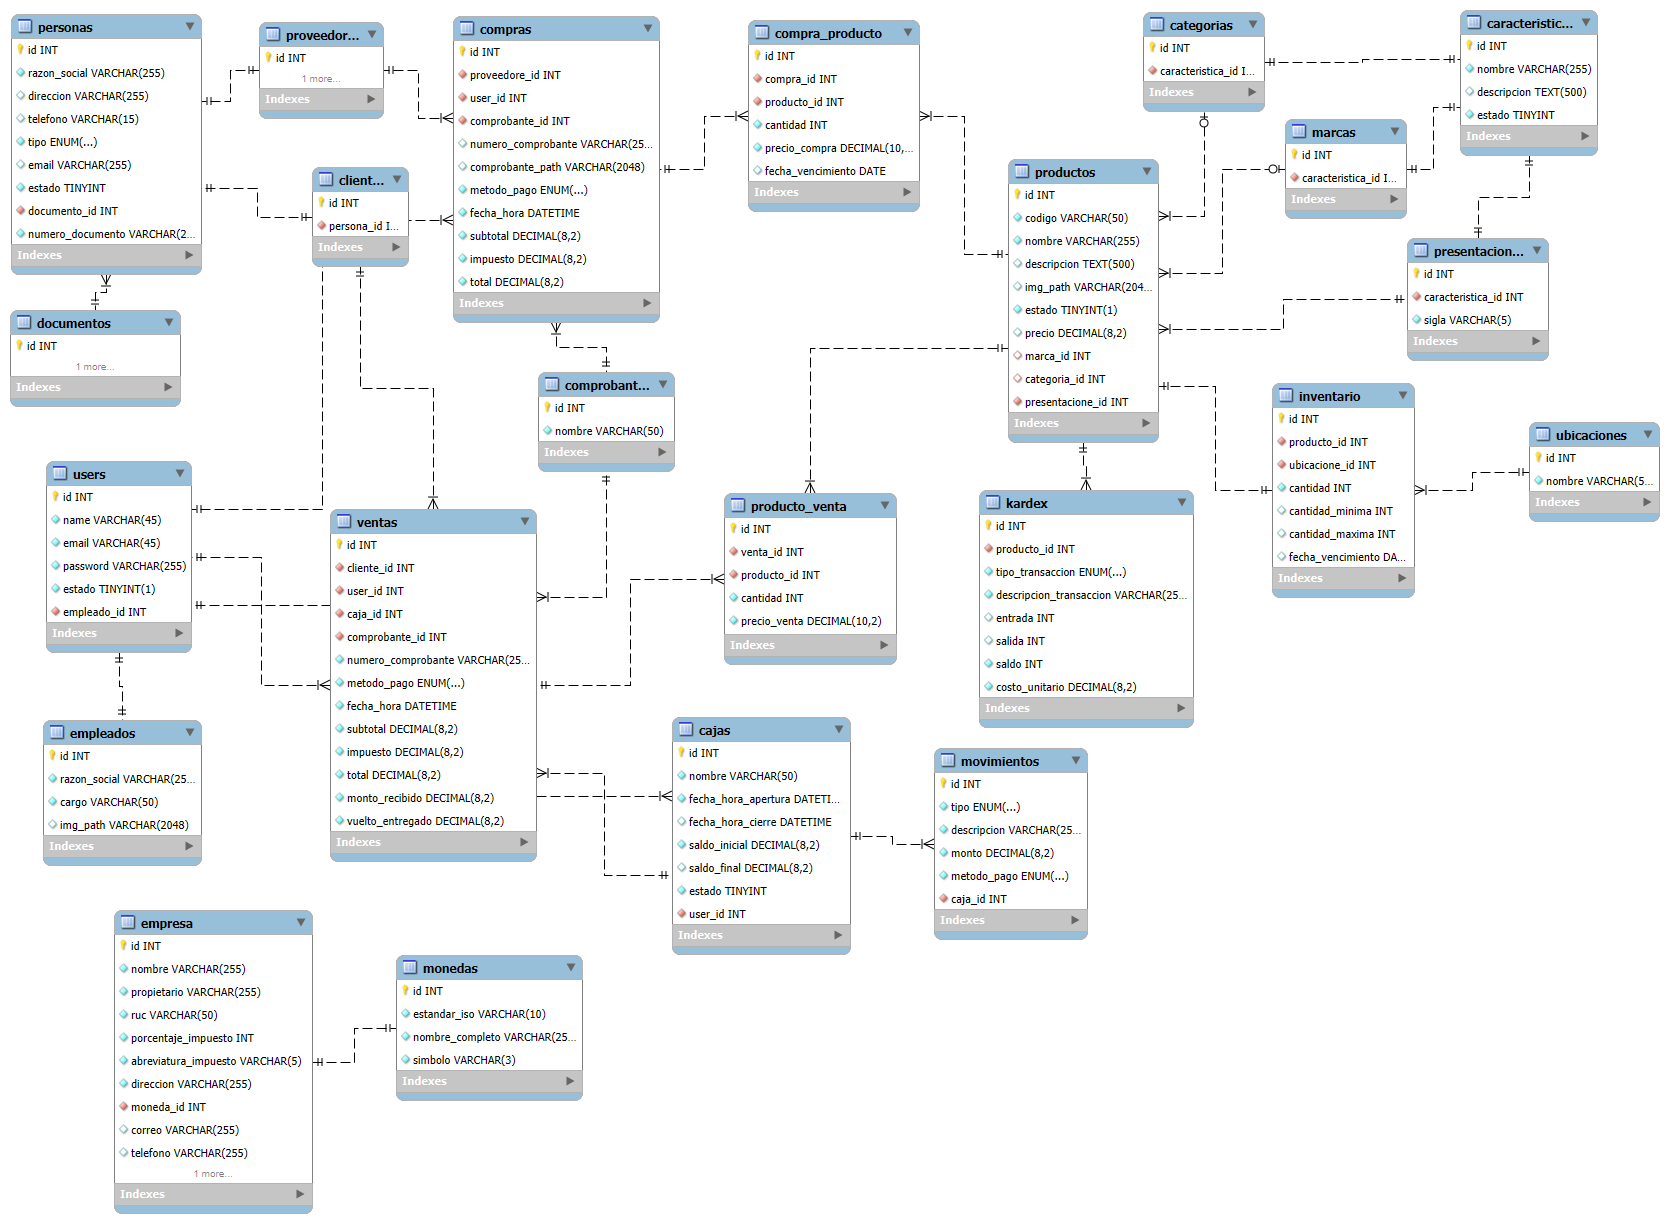 personas
id INT
razon_social VARCHAR(255)
direccion VARCHAR(255)
telefono VARCHAR(15)
tipo ENUM(...)
email VARCHAR(255)
estado TINYINT
documento_id INT
numero_documento VARCHAR(2...
Indexes
proveedor...
id INT
1 more...
Indexes
compras
id INT
proveedore_id INT
user_id INT
comprobante_id INT
numero_comprobante VARCHAR(25...
comprobante_path VARCHAR(2048)
metodo_pago ENUM(...)
fecha_hora DATETIME
subtotal DECIMAL(8,2)
impuesto DECIMAL(8,2)
total DECIMAL(8,2)
Indexes
compra_producto
id INT
compra_id INT
producto_id INT
cantidad INT
precio_compra DECIMAL(10,...
fecha_vencimiento DATE
Indexes
categorias
id INT
caracteristica_id I...
Indexes
caracteristic...
id INT
nombre VARCHAR(255)
descripcion TEXT(500)
estado TINYINT
Indexes
marcas
id INT
caracteristica_id I...
Indexes
client...
id INT
persona_id I...
Indexes
productos
id INT
codigo VARCHAR(50)
nombre VARCHAR(255)
descripcion TEXT(500)
img_path VARCHAR(204...
estado TINYINT(1)
precio DECIMAL(8,2)
marca_id INT
categoria_id INT
presentacione_id INT
Indexes
presentacion...
id INT
caracteristica_id INT
sigla VARCHAR(5)
Indexes
documentos
id INT
1 more...
Indexes
comprobant...
id INT
nombre VARCHAR(50)
Indexes
inventario
id INT
producto_id INT
ubicacione_id INT
cantidad INT
cantidad_minima INT
cantidad_maxima INT
fecha_vencimiento DA...
Indexes
ubicaciones
id INT
nombre VARCHAR(5...
Indexes
users
id INT
name VARCHAR(45)
email VARCHAR(45)
password VARCHAR(255)
estado TINYINT(1)
empleado_id INT
Indexes
ventas
id INT
cliente_id INT
user_id INT
caja_id INT
comprobante_id INT
numero_comprobante VARCHAR(25...
metodo_pago ENUM(...)
fecha_hora DATETIME
subtotal DECIMAL(8,2)
impuesto DECIMAL(8,2)
total DECIMAL(8,2)
monto_recibido DECIMAL(8,2)
vuelto_entregado DECIMAL(8,2)
Indexes
producto_venta
id INT
venta_id INT
producto_id INT
cantidad INT
precio_venta DECIMAL(10,2)
Indexes
kardex
id INT
producto_id INT
tipo_transaccion ENUM(...)
descripcion_transaccion VARCHAR(25...
entrada INT
salida INT
saldo INT
costo_unitario DECIMAL(8,2)
Indexes
empleados
id INT
razon_social VARCHAR(25...
cargo VARCHAR(50)
img_path VARCHAR(2048)
Indexes
cajas
id INT
nombre VARCHAR(50)
fecha_hora_apertura DATETI...
fecha_hora_cierre DATETIME
saldo_inicial DECIMAL(8,2)
saldo_final DECIMAL(8,2)
estado TINYINT
user_id INT
Indexes
movimientos
id INT
tipo ENUM(...)
descripcion VARCHAR(25...
monto DECIMAL(8,2)
metodo_pago ENUM(...)
caja_id INT
Indexes
empresa
id INT
nombre VARCHAR(255)
propietario VARCHAR(255)
ruc VARCHAR(50)
porcentaje_impuesto INT
abreviatura_impuesto VARCHAR(5)
direccion VARCHAR(255)
moneda_id INT
correo VARCHAR(255)
telefono VARCHAR(255)
1 more...
Indexes
monedas
id INT
estandar_iso VARCHAR(10)
nombre_completo VARCHAR(25...
simbolo VARCHAR(3)
Indexes